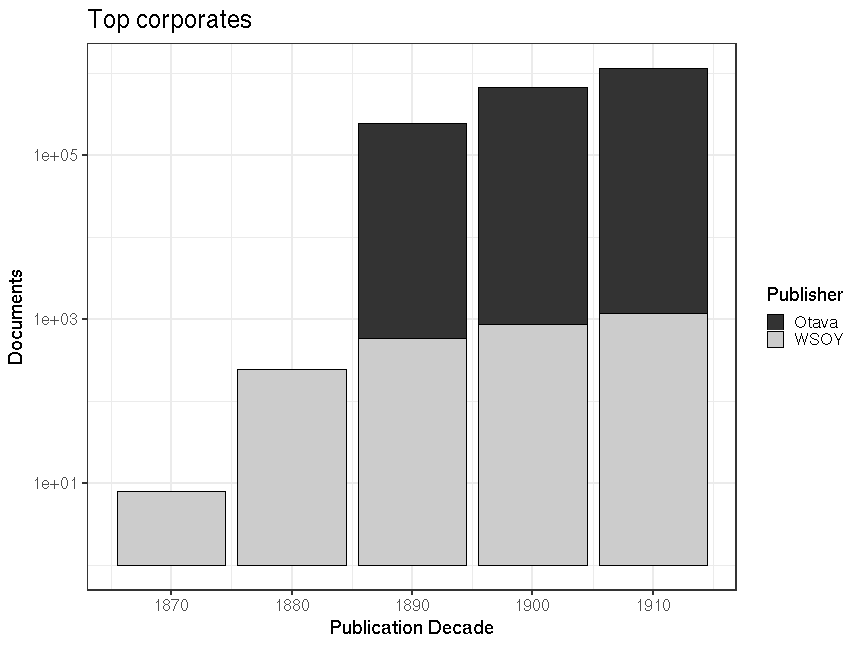 Top corporates
1e+05
1e+03
1e+01
Documents
1870 1880 1890 1900 1910
Publication Decade
Publisher
Otava
WSOY